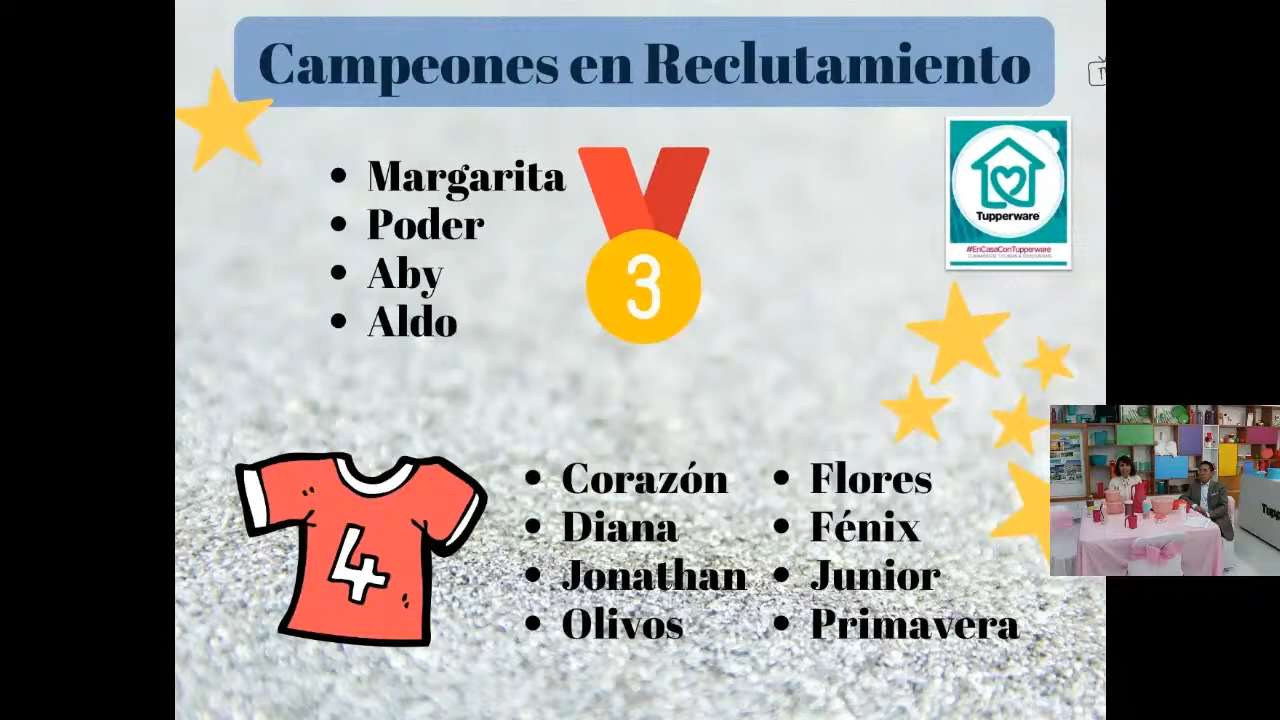 Campeones en Reclutamiento
Margarita
Poder
Aby
Aldo
3
Tupperware
#EnCasaConTupperware
4
Corazón
Diana
Jonathan
Olivos
Flores
Fénix
Junior
Primavera